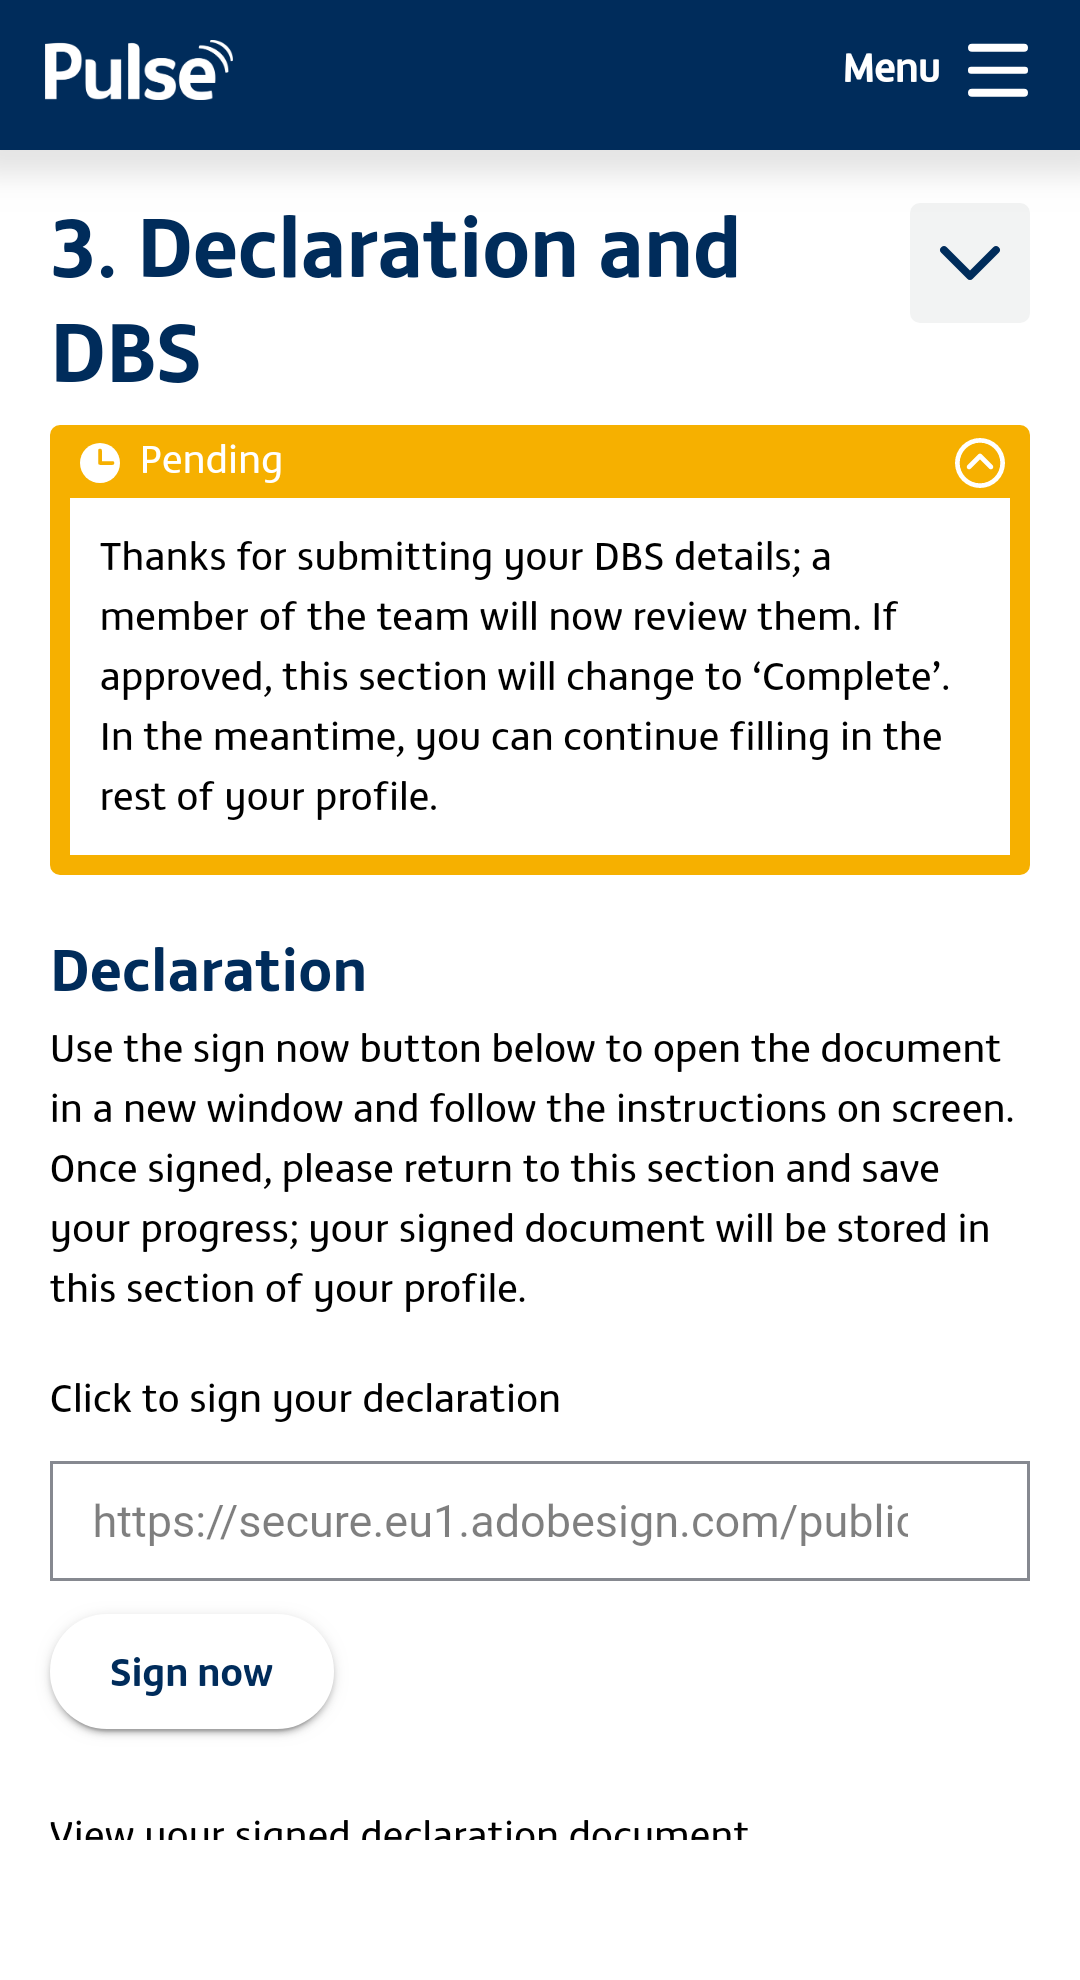 Pulse
Menu
3. Declaration and
DBS
Pending
Thanks for submitting your DBS details; a
member of the team will now review them. If
approved, this section will change to ‘Complete’.
In the meantime, you can continue filling in the
rest of your profile.
Declaration
Use the sign now button below to open the document
in a new window and follow the instructions on screen.
Once signed, please return to this section and save
your progress; your signed document will be stored in
this section of your profile.
Click to sign your declaration
https://secure.eu1.adobesign.com/public
Sign now
View your signed declaration document